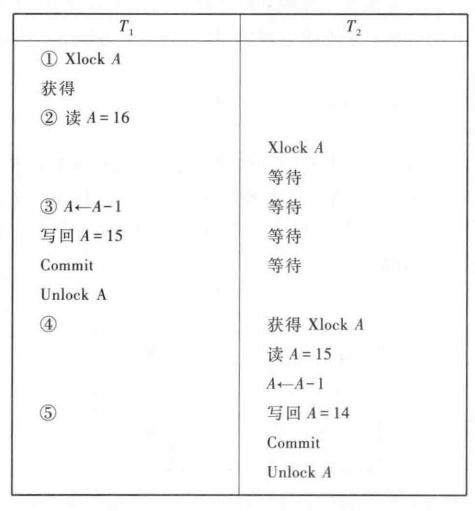 T₁ T₂
① Xlock A
获得
② 读 A=16
Xlock A
等待
③ A←A-1 等待
写回 A=15 等待
Commit 等待
Unlock A
④ 获得 Xlock A
读 A=15
A←A-1
⑤ 写回 A=14
Commit
Unlock A